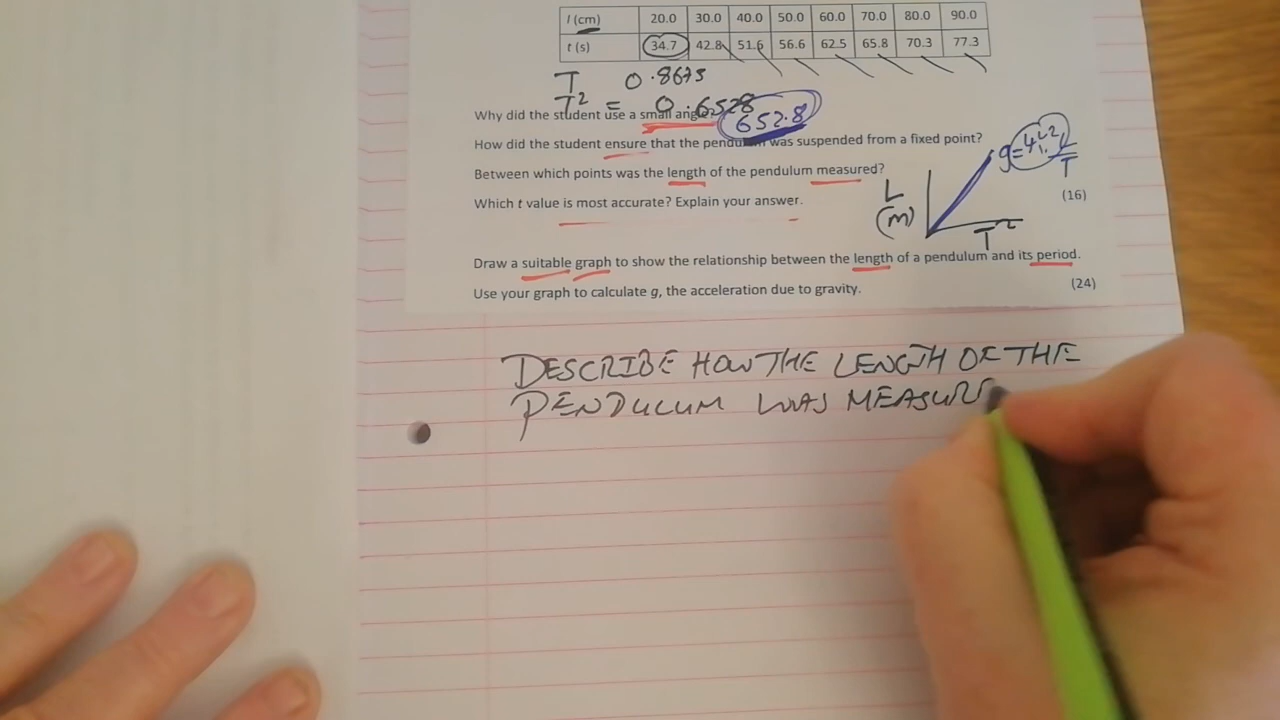 l (cm) 20.0 30.0 40.0 50.0 60.0 70.0 80.0 90.0
t (s) 34.7 42.8 51.6 56.6 62.5 65.8 70.3 77.3
T 0.8675
T² = 0.6528
652.8
Why did the student use a small angle?
How did the student ensure that the pendulum was suspended from a fixed point?
Between which points was the length of the pendulum measured?
(16)
Which t value is most accurate? Explain your answer.
L
(m)
T²
Draw a suitable graph to show the relationship between the length of a pendulum and its period.
Use your graph to calculate g, the acceleration due to gravity.
(24)
DESCRIBE HOW THE LENGTH OF THE
PENDULUM WAS MEASURE